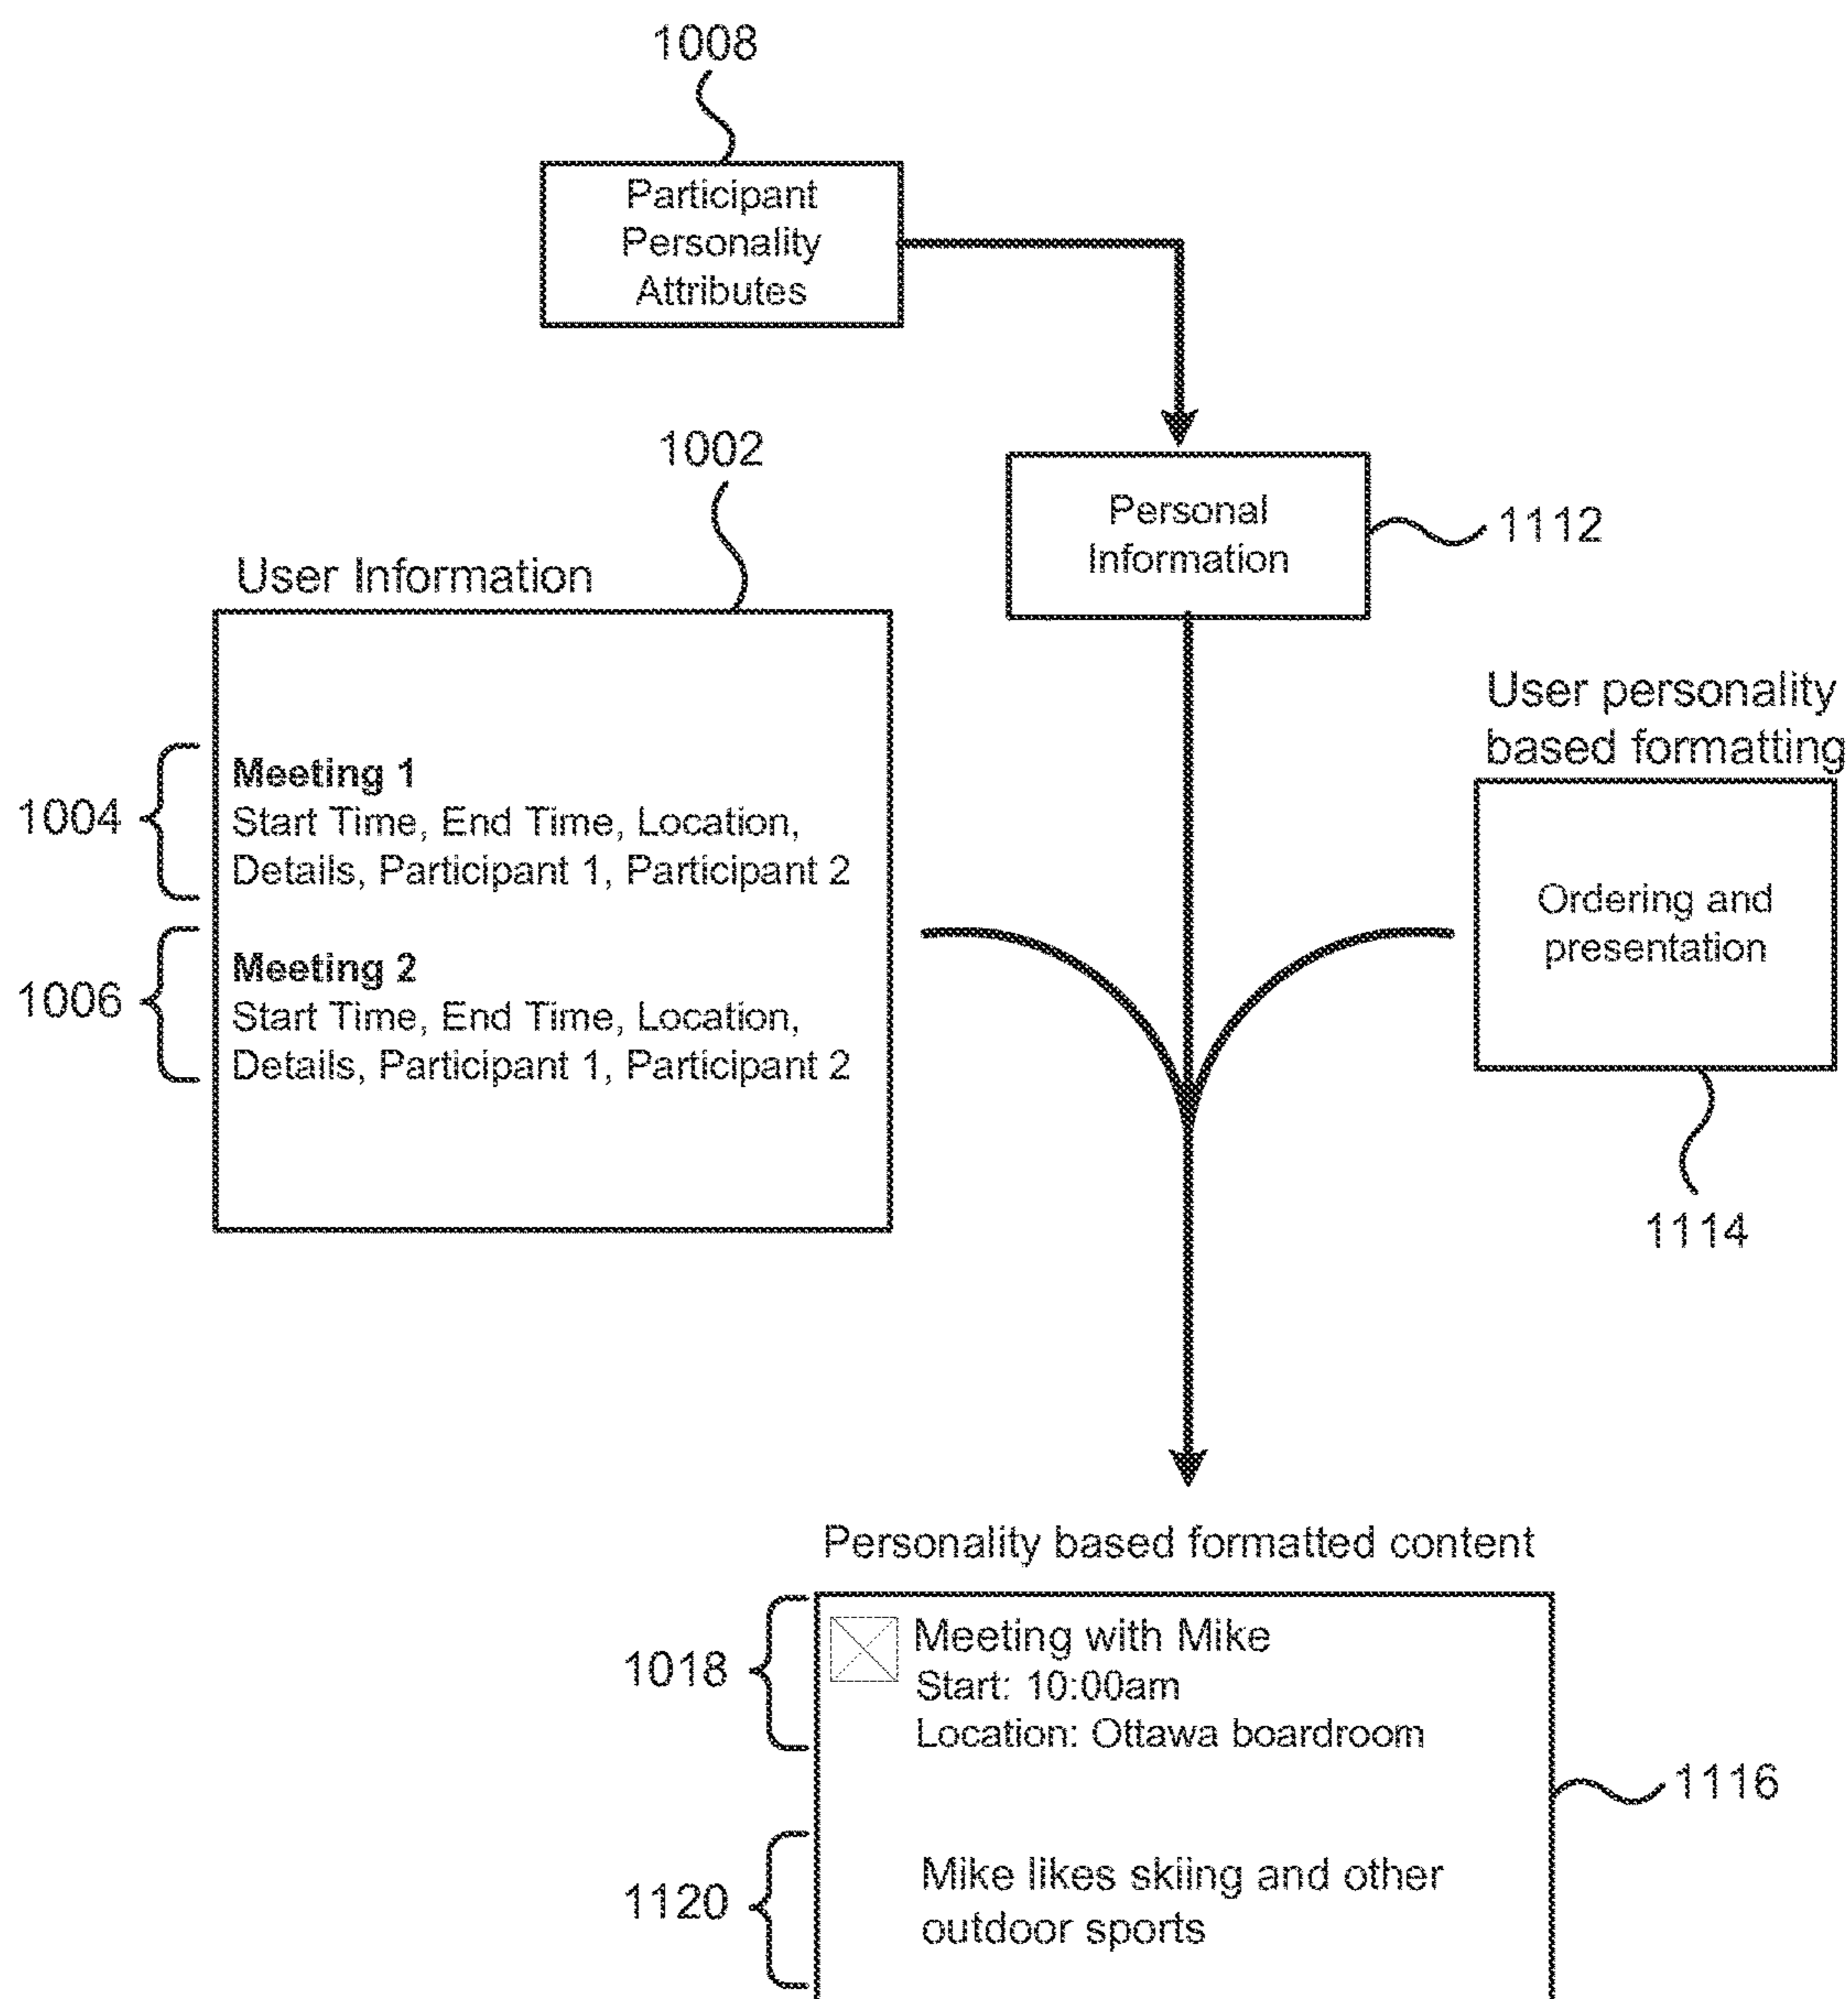 1008
Participant
Personality
Attributes
1002
Personal
Information
1112
User Information
User personality
based formatting
Meeting 1
1004
Start Time, End Time, Location,
Details, Participant 1, Participant 2
Ordering and
presentation
Meeting 2
1006
Start Time, End Time, Location,
Details, Participant 1, Participant 2
1114
Personality based formatted content
Meeting with Mike
1018
Start: 10:00am
Location: Ottawa boardroom
1116
Mike likes skiing and other
1120
outdoor sports